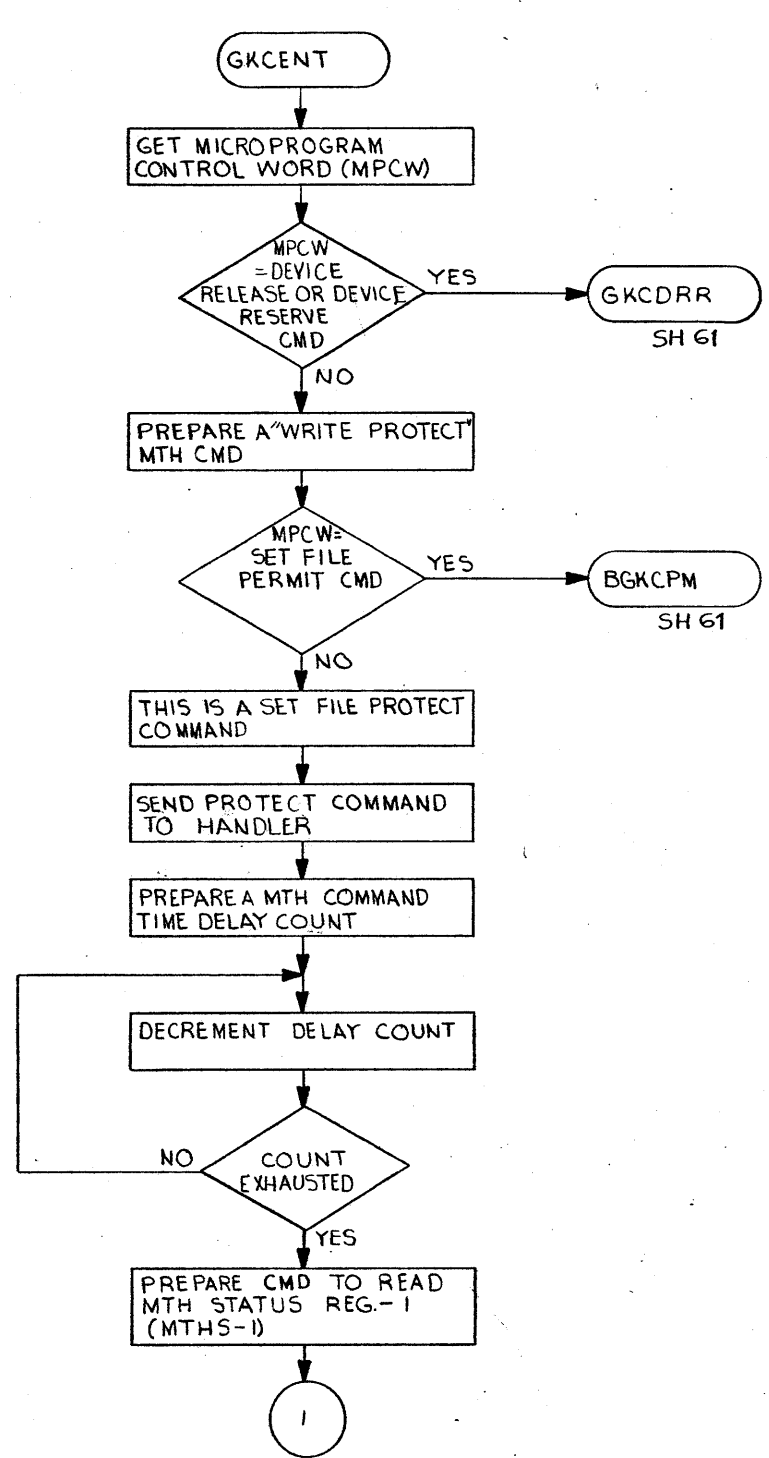 GKCENT
GET MICROPROGRAM
CONTROL WORD (MPCW)
MPCW
=DEVICE
RELEASE OR DEVICE
RESERVE
CMD
YES
GKCDRR
SH 61
NO
PREPARE A "WRITE PROTECT"
MTH CMD
MPCW=
SET FILE
PERMIT CMD
YES
BGKCPM
SH 61
NO
THIS IS A SET FILE PROTECT
COMMAND
SEND PROTECT COMMAND
TO HANDLER
PREPARE A MTH COMMAND
TIME DELAY COUNT
DECREMENT DELAY COUNT
NO
COUNT
EXHAUSTED
YES
PREPARE CMD TO READ
MTH STATUS REG.-1
(MTHS-1)
1